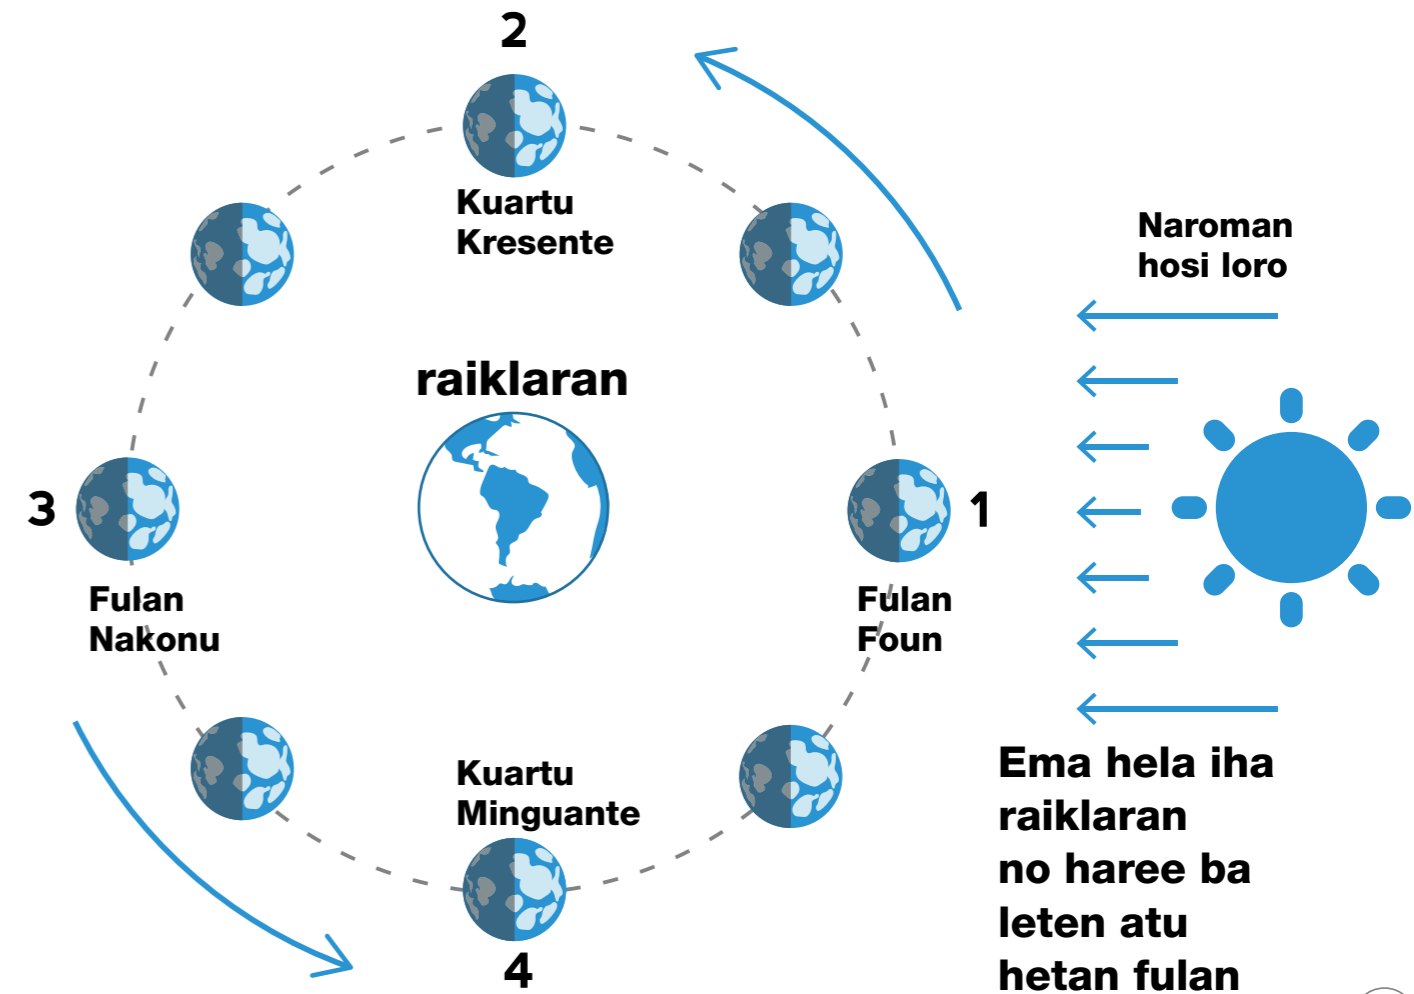 2
Kuartu
Kresente
Naroman
hosi loro
raiklaran
3
1
Fulan
Nakonu
Fulan
Foun
Kuartu
Minguante
4
Ema hela iha
raiklaran
no haree ba
leten atu
hetan fulan